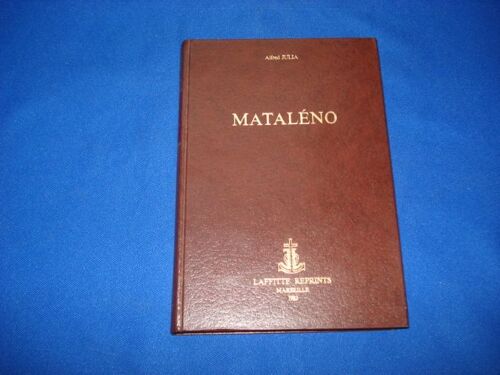 Alfred JULIA
MATALÉNO
LAFFITTE REPRINTS
MARSEILLE